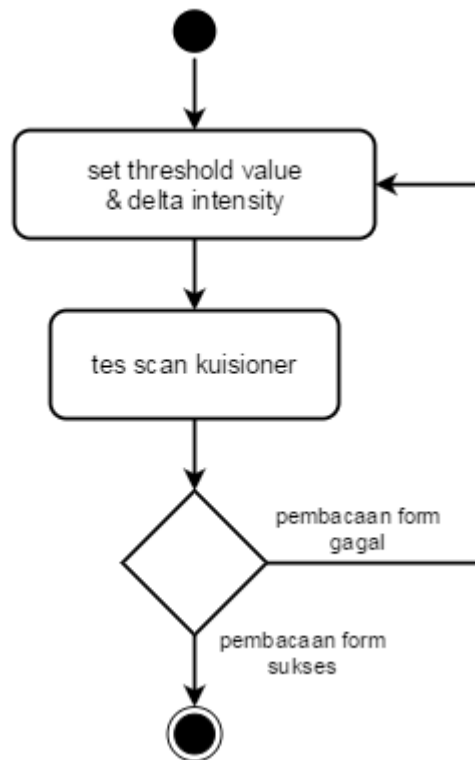 set threshold value
& delta intensity
tes scan kuisioner
pembacaan form
gagal
pembacaan form
sukses